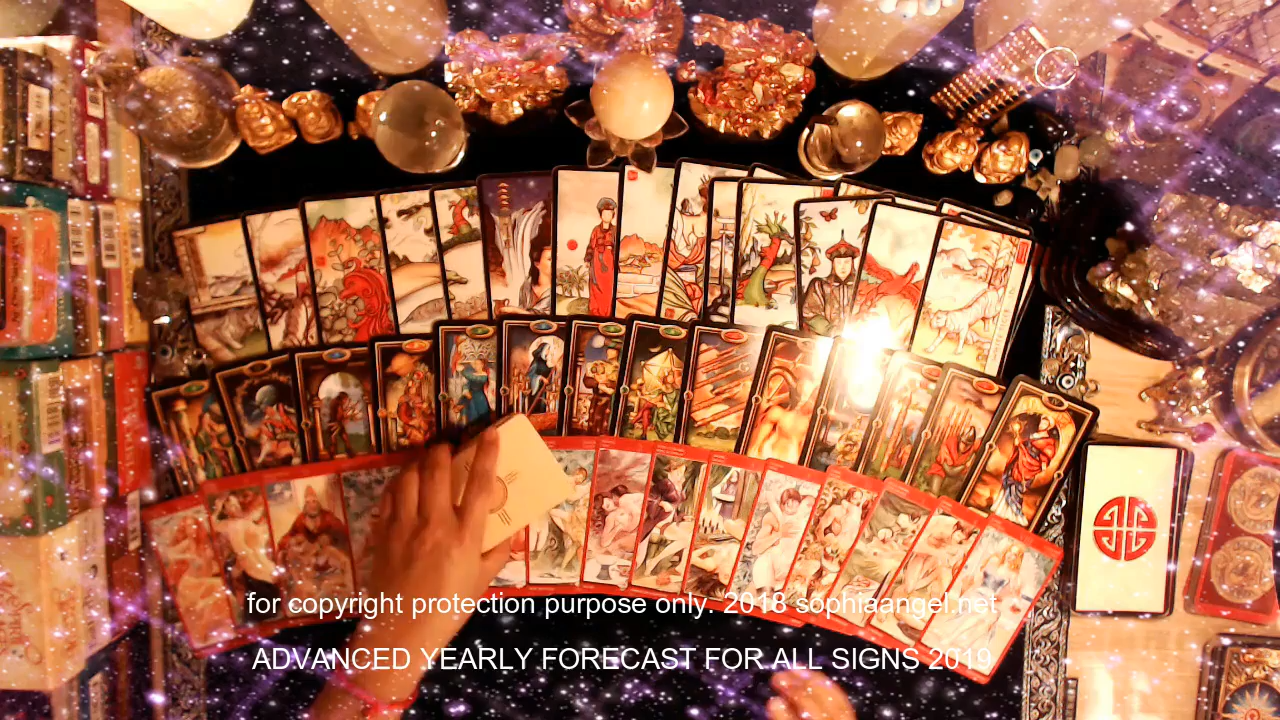 for copyright protection purpose only. 2018 sophiaangel.net
ADVANCED YEARLY FORECAST FOR ALL SIGNS 2019